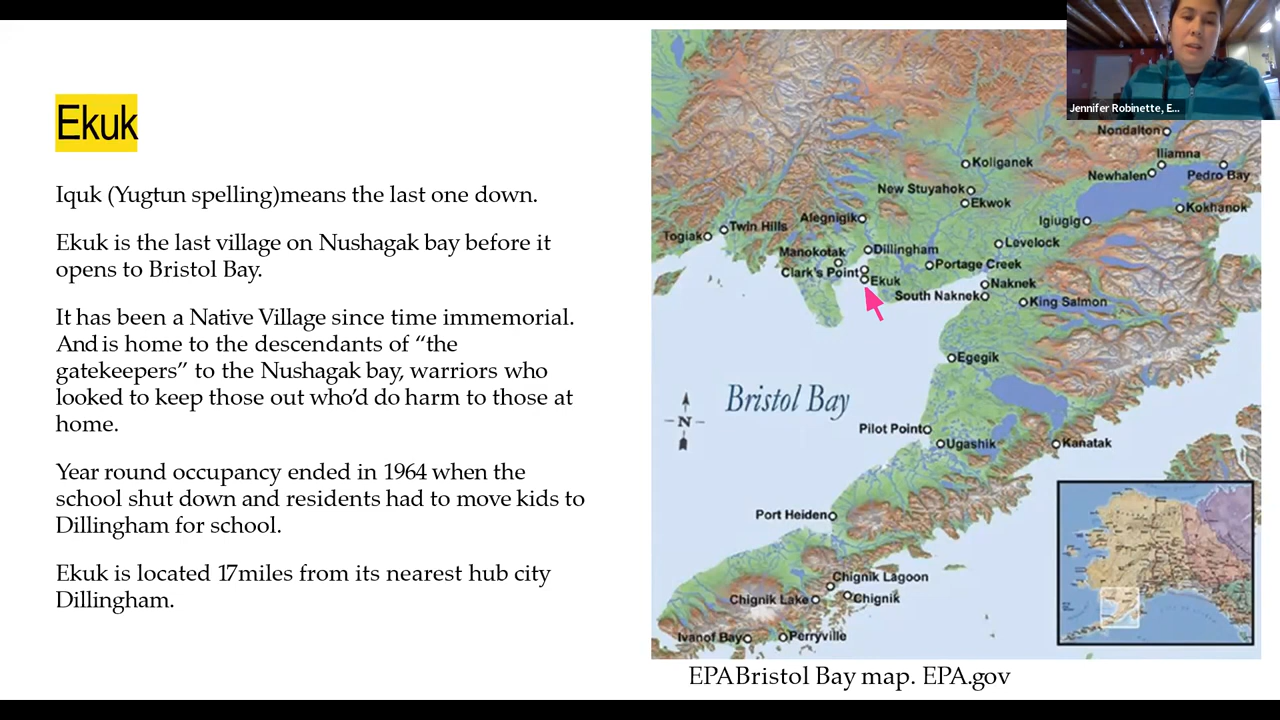 Ekuk
Iquk (Yugtun spelling)means the last one down.
Ekuk is the last village on Nushagak bay before it
opens to Bristol Bay.
It has been a Native Village since time immemorial.
And is home to the descendants of “the
gatekeepers” to the Nushagak bay, warriors who
looked to keep those out who’d do harm to those at
home.
Year round occupancy ended in 1964 when the
school shut down and residents had to move kids to
Dillingham for school.
Ekuk is located 17miles from its nearest hub city
Dillingham.
Jennifer Robinette, E...
Nondalton
Iliamna
Koliganek
Newhalen
Pedro Bay
New Stuyahok
Ekwok
Kokhanok
Alegnigik
Igiugig
Twin Hills
Togiak
Levelock
Dillingham
Manokotak
Portage Creek
Clark's Point
Ekuk
Naknek
South Naknek
King Salmon
Egegik
Bristol Bay
N
Pilot Point
Ugashik
Kanatak
Port Heiden
Chignik Lagoon
Chignik Lake
Chignik
Ivanof Bay
Perryville
EPA Bristol Bay map. EPA.gov